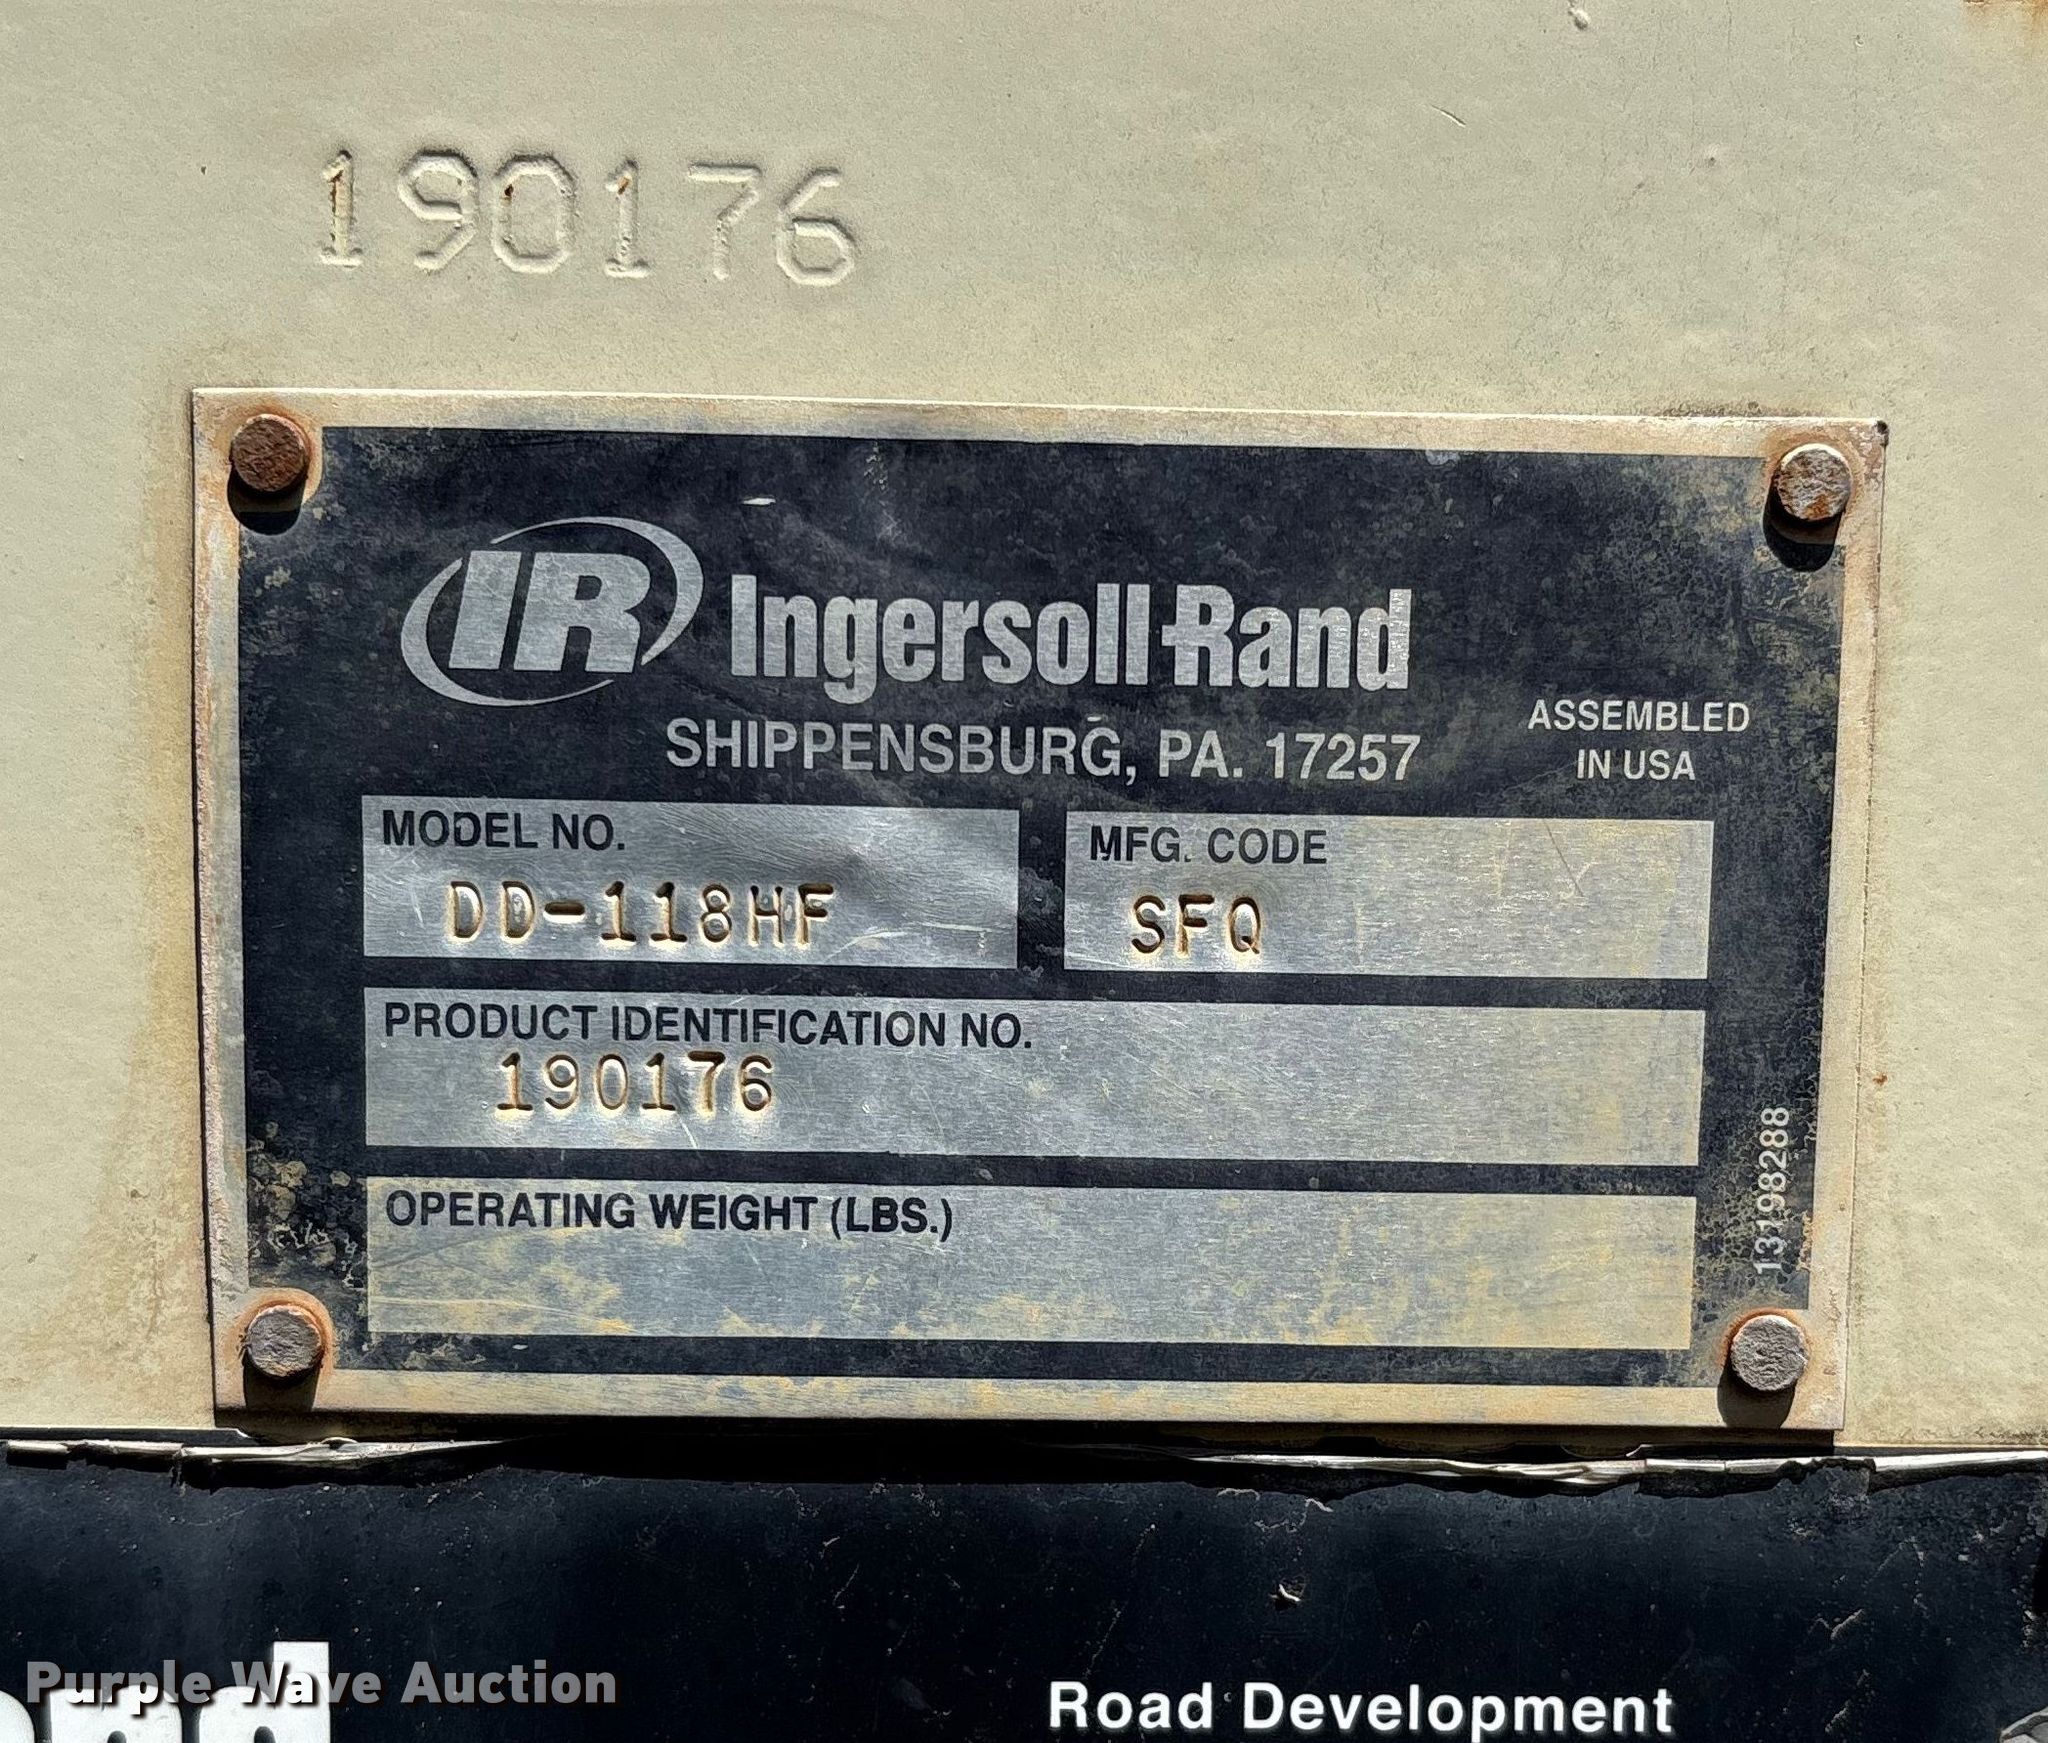 190176
IR Ingersoll-Rand
SHIPPENSBURG, PA. 17257
ASSEMBLED
IN USA
MODEL NO.
DD-118HF
MFG. CODE
SFQ
PRODUCT IDENTIFICATION NO.
190176
OPERATING WEIGHT (LBS.)
13198288
Purple Wave Auction
Road Development